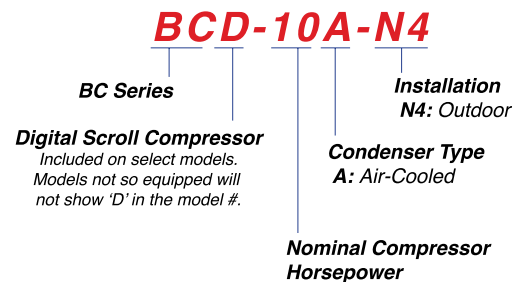 BCD-10A-N4
BC Series
Installation
N4: Outdoor
Digital Scroll Compressor
Included on select models.
Models not so equipped will
not show ‘D’ in the model #.
Condenser Type
A: Air-Cooled
Nominal Compressor
Horsepower